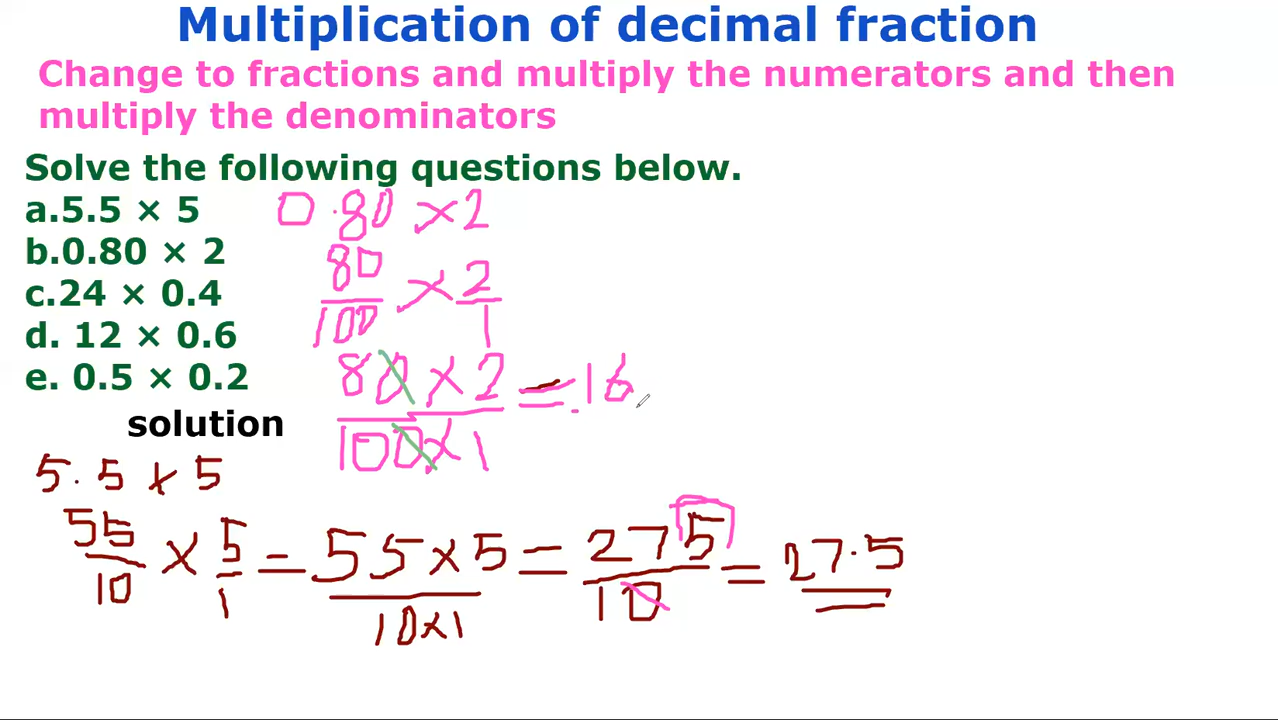 Multiplication of decimal fraction
Change to fractions and multiply the numerators and then
multiply the denominators
Solve the following questions below.
a.5.5 × 5
b.0.80 × 2
c.24 × 0.4
d. 12 × 0.6
e. 0.5 × 0.2
0.80 × 2
80/100 × 2/1
80 × 2 / 100 × 1 = .16
solution
5.5 × 5
55/10 × 5/1 = 55 × 5 / 10 × 1 = 275/10 = 27.5